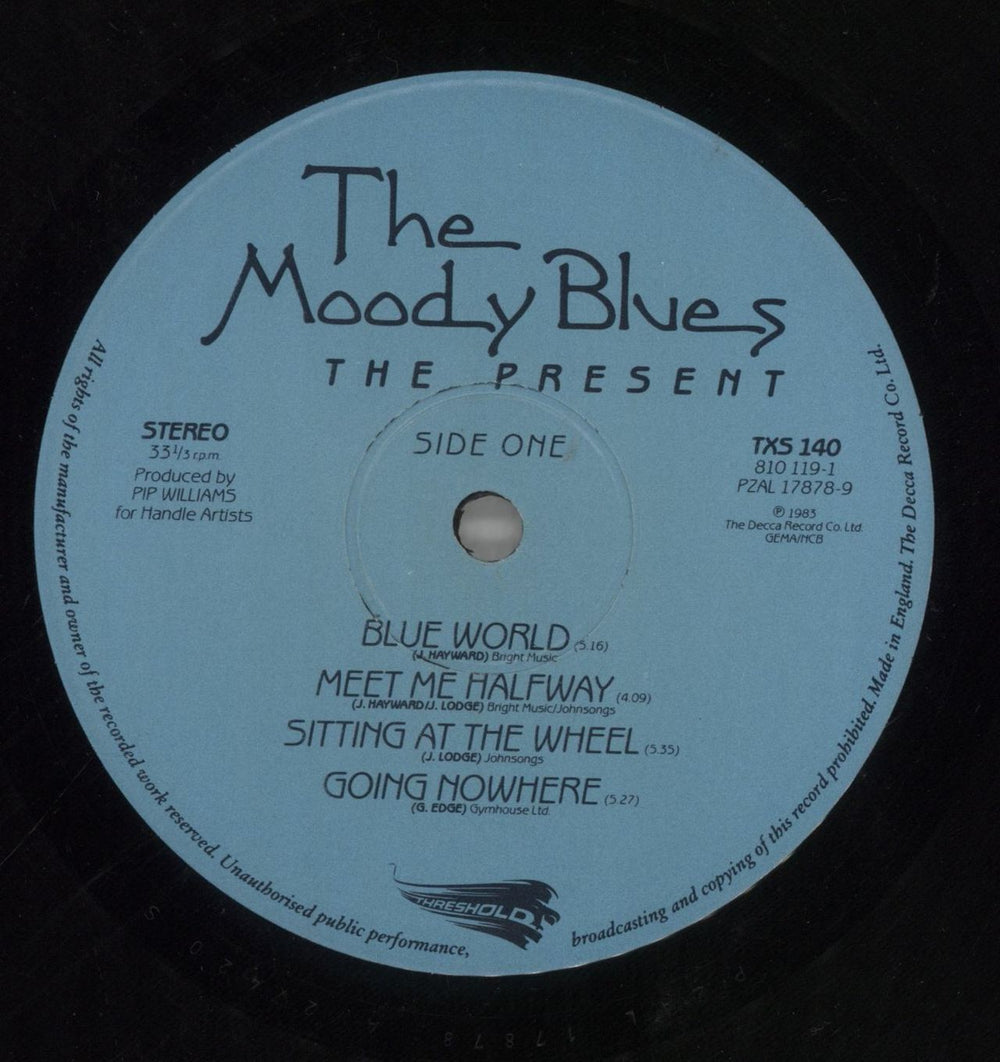 The
Moody Blues
THE PRESENT
SIDE ONE
STEREO
33 1/3 r.p.m.
Produced by
PIP WILLIAMS
for Handle Artists
TXS 140
810 119-1
PZAL 17878-9
℗ 1983
The Decca Record Co. Ltd.
GEMA/NCB
BLUE WORLD (5.16)
(J. HAYWARD) Bright Music
MEET ME HALFWAY (4.09)
(J. HAYWARD/J. LODGE) Bright Music/Johnsongs
SITTING AT THE WHEEL (5.35)
(J. LODGE) Johnsongs
GOING NOWHERE (5.27)
(G. EDGE) Gymhouse Ltd.
THRESHOLD
All rights of the manufacturer and owner of the recorded work reserved. Unauthorised public performance, broadcasting and copying of this record prohibited. Made in England. The Decca Record Co. Ltd.